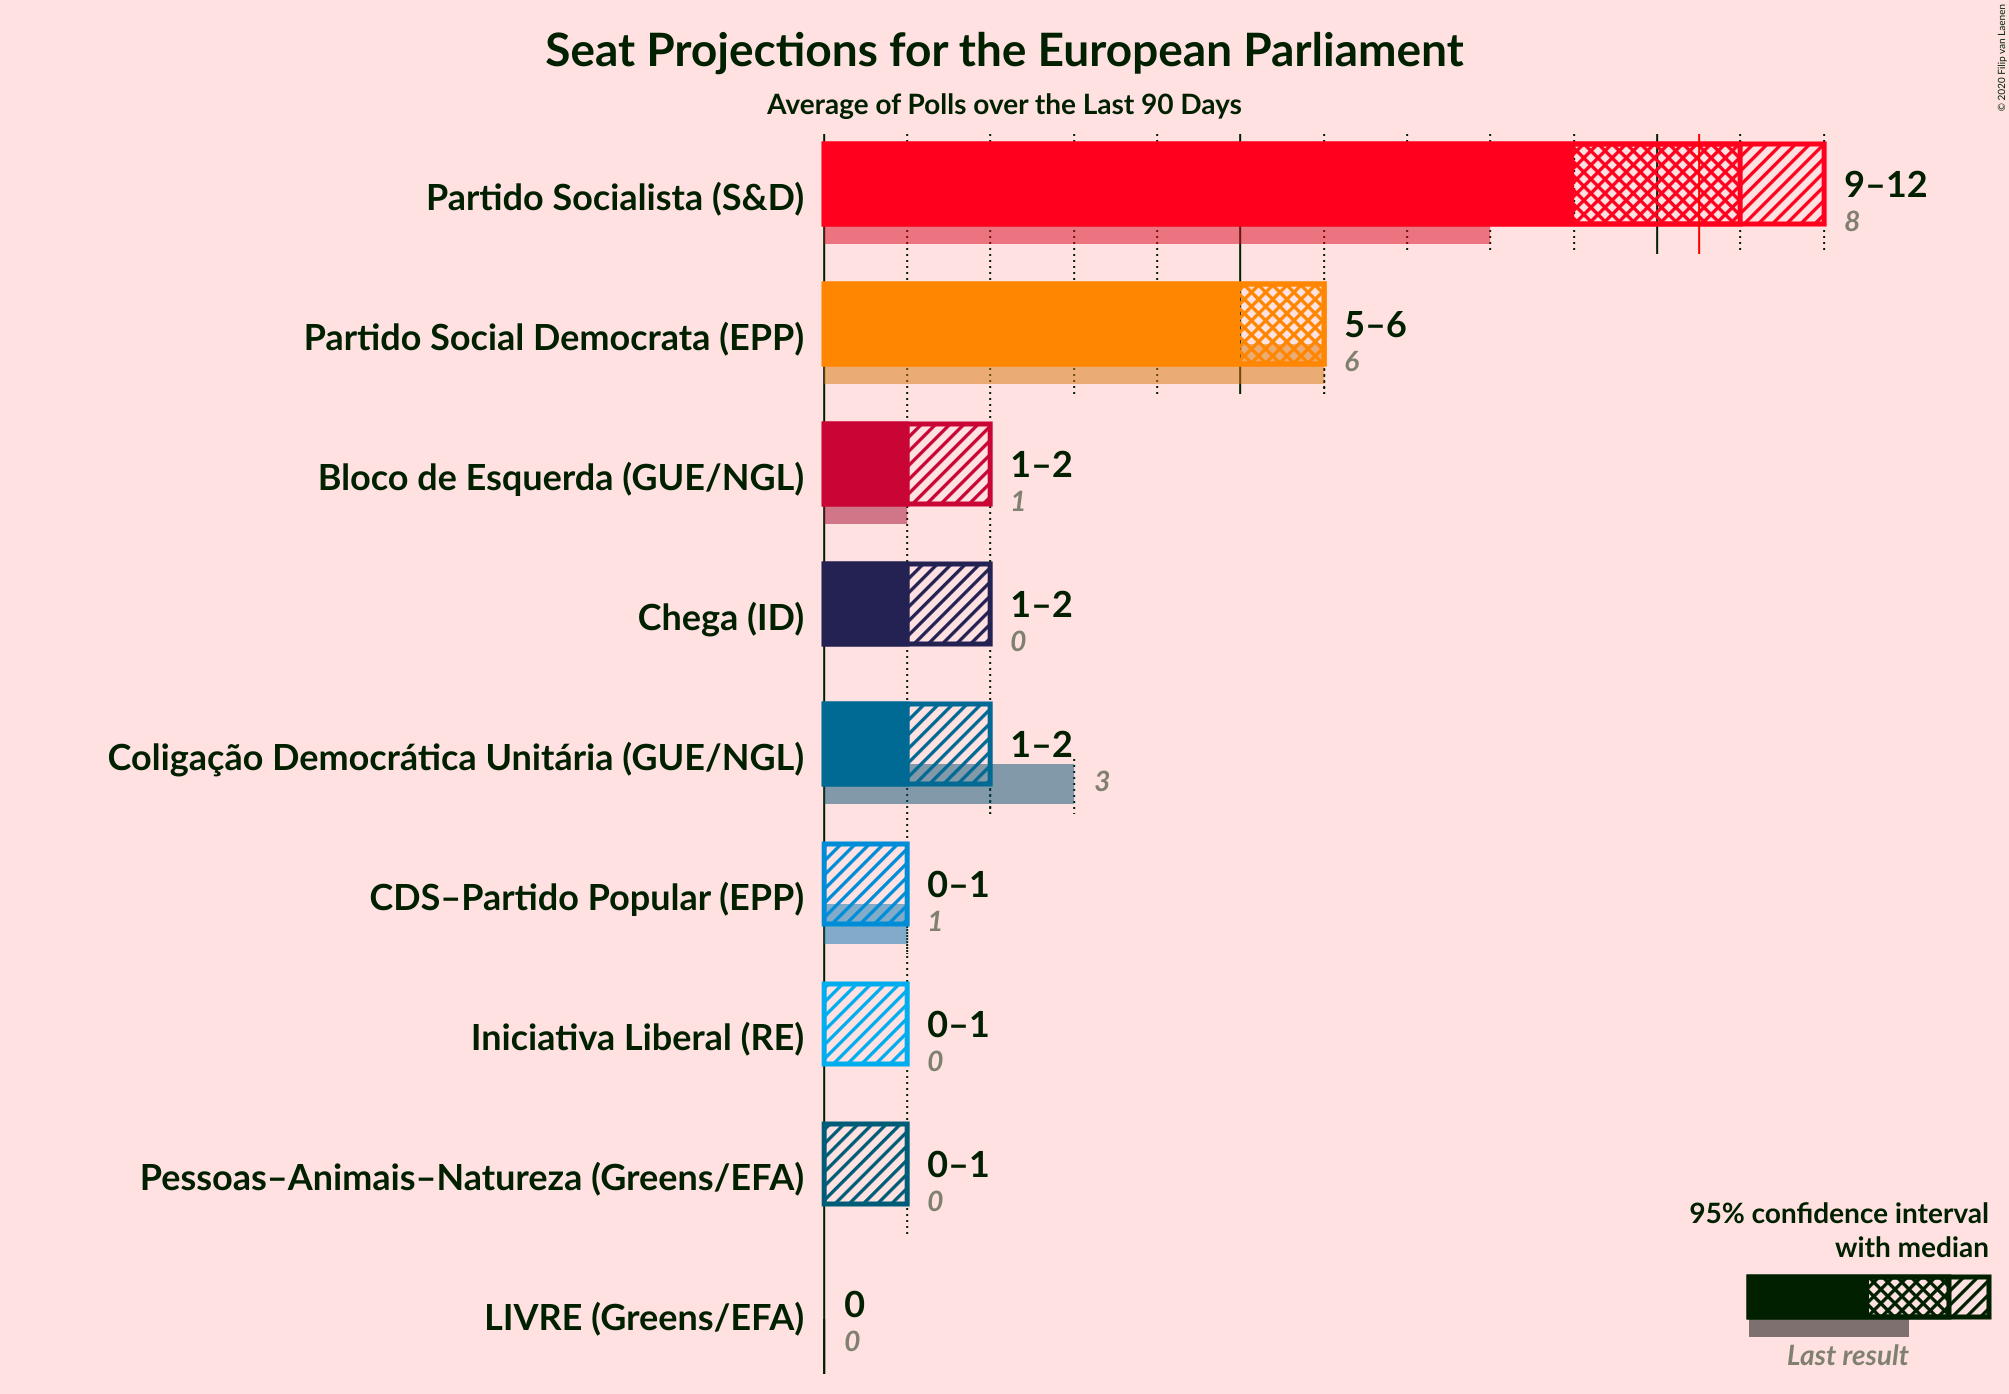 Seat Projections for the European Parliament
Average of Polls over the Last 90 Days
© 2020 Filip van Laenen
Partido Socialista (S&D)
9–12
8
Partido Social Democrata (EPP)
5–6
6
Bloco de Esquerda (GUE/NGL)
1–2
1
Chega (ID)
1–2
0
Coligação Democrática Unitária (GUE/NGL)
1–2
3
CDS–Partido Popular (EPP)
0–1
1
Iniciativa Liberal (RE)
0–1
0
Pessoas–Animais–Natureza (Greens/EFA)
0–1
0
LIVRE (Greens/EFA)
0
0
95% confidence interval
with median
Last result